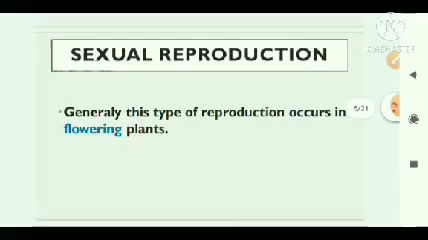 KINEMASTER
SEXUAL REPRODUCTION
Generaly this type of reproduction occurs in
flowering plants.
5/21